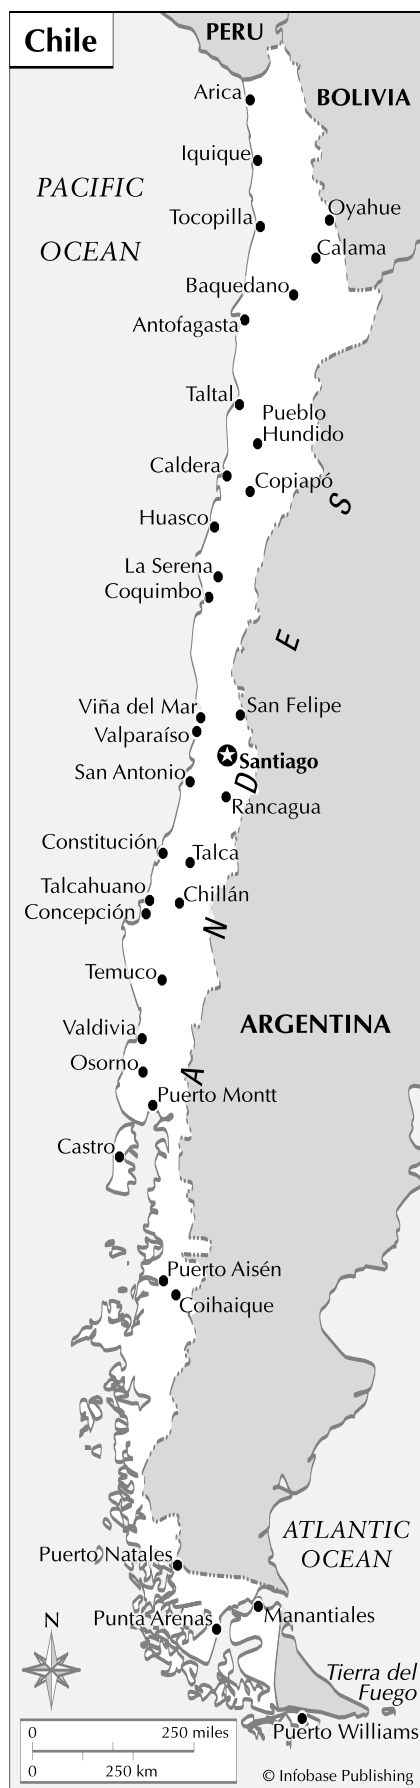 Chile
PERU
Arica
BOLIVIA
Iquique
PACIFIC
OCEAN
Oyahue
Tocopilla
Calama
Baquedano
Antofagasta
Taltal
Pueblo
Hundido
Caldera
Copiapó
Huasco
La Serena
Coquimbo
Viña del Mar
San Felipe
Valparaíso
Santiago
San Antonio
Rancagua
Constitución
Talca
Talcahuano
Chillán
Concepción
Temuco
ARGENTINA
Valdivia
Osorno
ANDES
Puerto Montt
Castro
Puerto Aisén
Coihaique
ATLANTIC
OCEAN
Puerto Natales
Manantiales
Punta Arenas
N
Tierra del
Fuego
Puerto Williams
0 250 miles
0 250 km
© Infobase Publishing